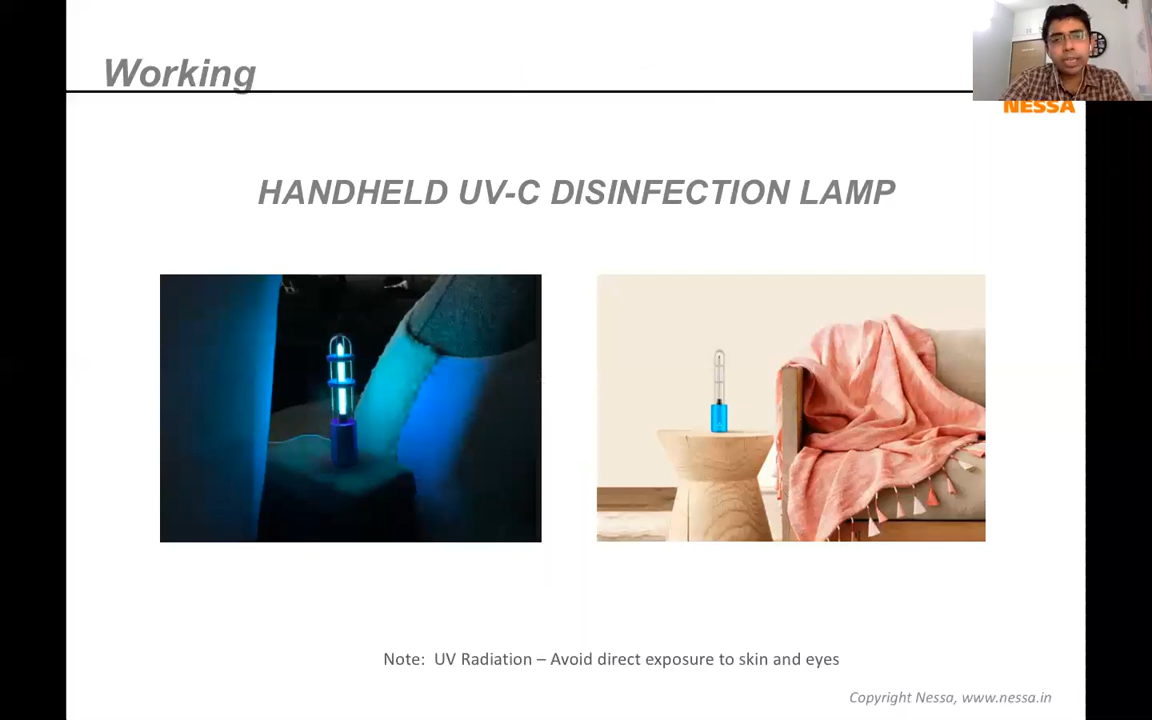 Working
NESSA
HANDHELD UV-C DISINFECTION LAMP
Note: UV Radiation – Avoid direct exposure to skin and eyes
Copyright Nessa, www.nessa.in